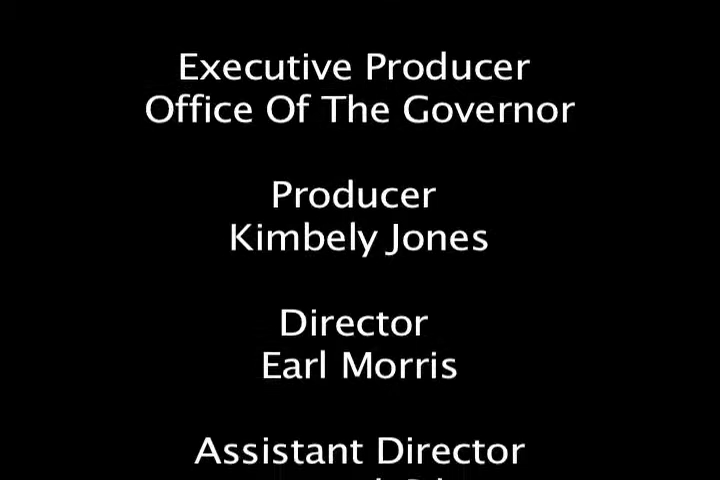 Executive Producer
Office Of The Governor
Producer
Kimbely Jones
Director
Earl Morris
Assistant Director